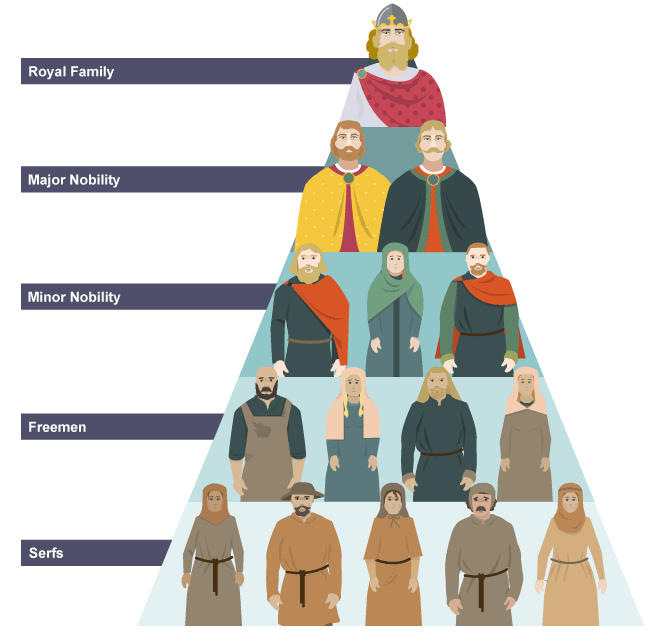 Royal Family
Major Nobility
Minor Nobility
Freemen
Serfs